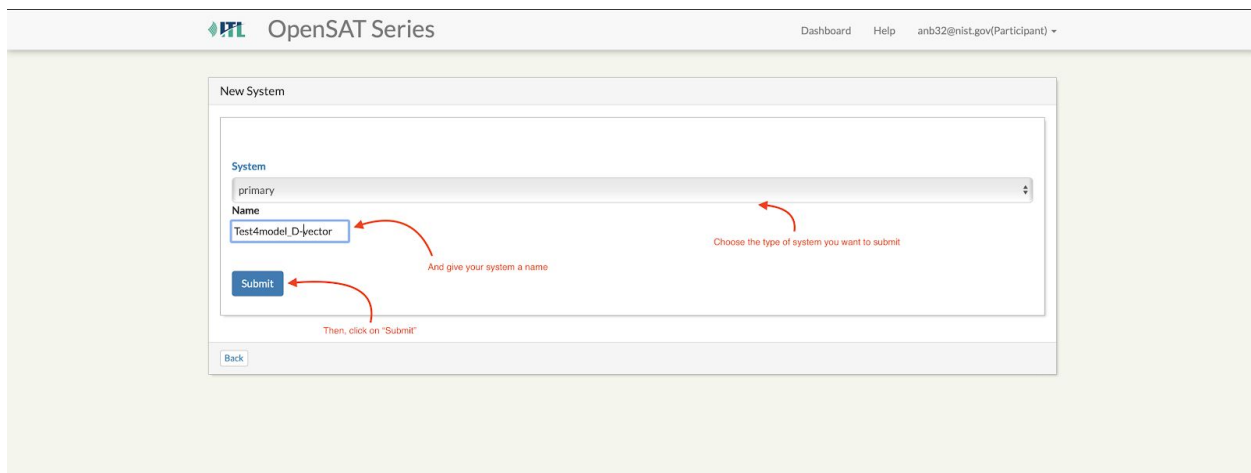 ITL OpenSAT Series Dashboard Help anb32@nist.gov(Participant)
New System
System
primary
Name
Test4model_D-vector
Choose the type of system you want to submit
And give your system a name
Submit
Then, click on "Submit"
Back